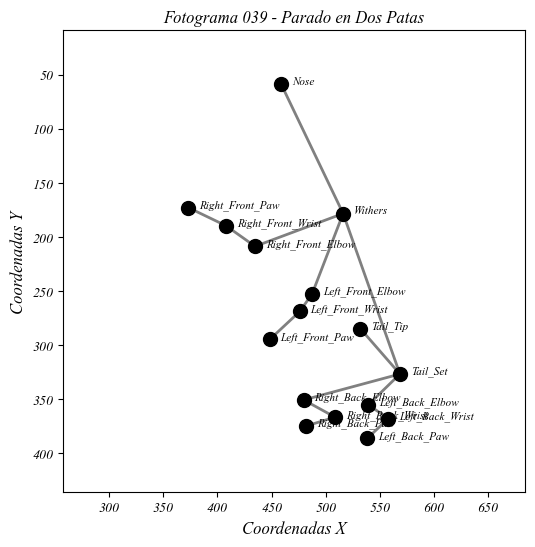 Fotograma 039 - Parado en Dos Patas
Nose
50
100
Right_Front_Paw
150
Withers
Right_Front_Wrist
200
Right_Front_Elbow
Coordenadas Y
250
Left_Front_Elbow
Left_Front_Wrist
Tail_Tip
300
Left_Front_Paw
Tail_Set
350
Right_Back_Elbow
Left_Back_Elbow
Right_Back_Wrist
Left_Back_Wrist
Right_Back_Paw
Left_Back_Paw
400
300 350 400 450 500 550 600 650
Coordenadas X